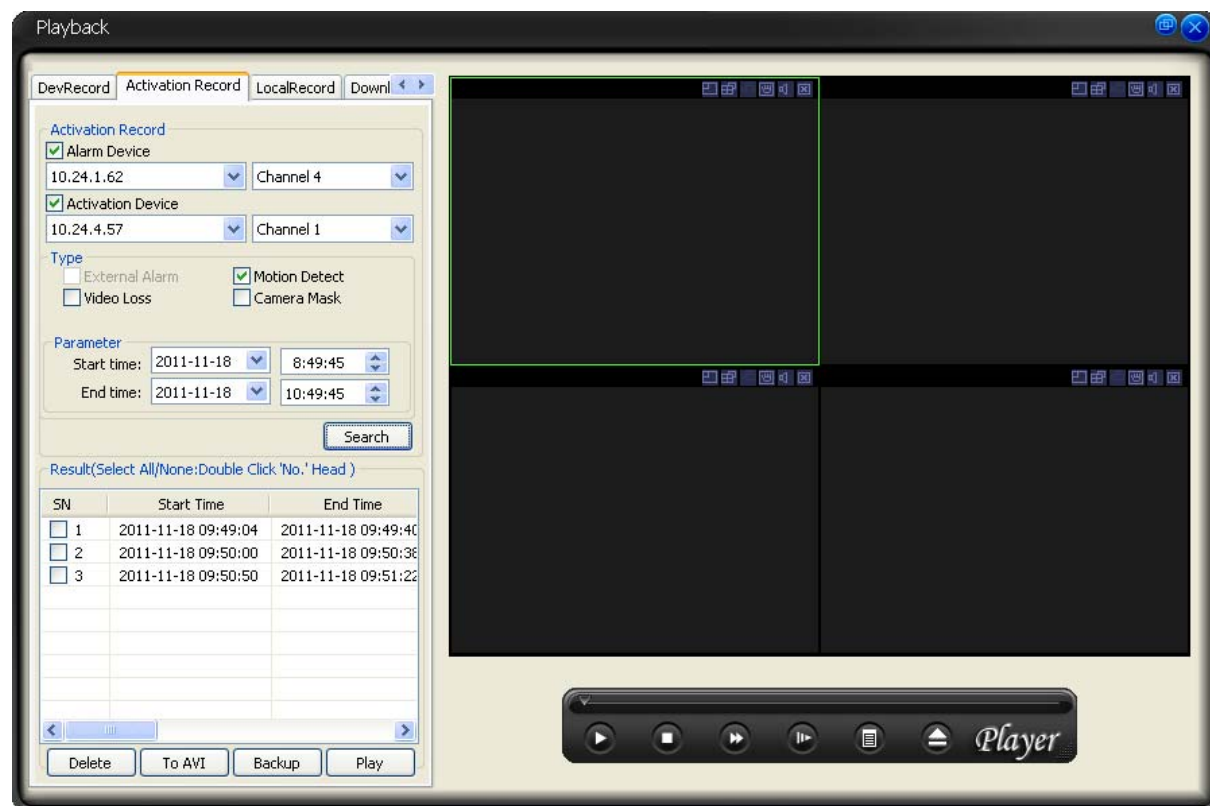 Playback
DevRecord Activation Record LocalRecord Downl
Activation Record
Alarm Device
10.24.1.62 Channel 4
Activation Device
10.24.4.57 Channel 1
Type
External Alarm Motion Detect
Video Loss Camera Mask
Parameter
Start time: 2011-11-18 8:49:45
End time: 2011-11-18 10:49:45
Search
Result(Select All/None:Double Click 'No.' Head )
SN Start Time End Time
1 2011-11-18 09:49:04 2011-11-18 09:49:40
2 2011-11-18 09:50:00 2011-11-18 09:50:38
3 2011-11-18 09:50:50 2011-11-18 09:51:22
Delete To AVI Backup Play
Player